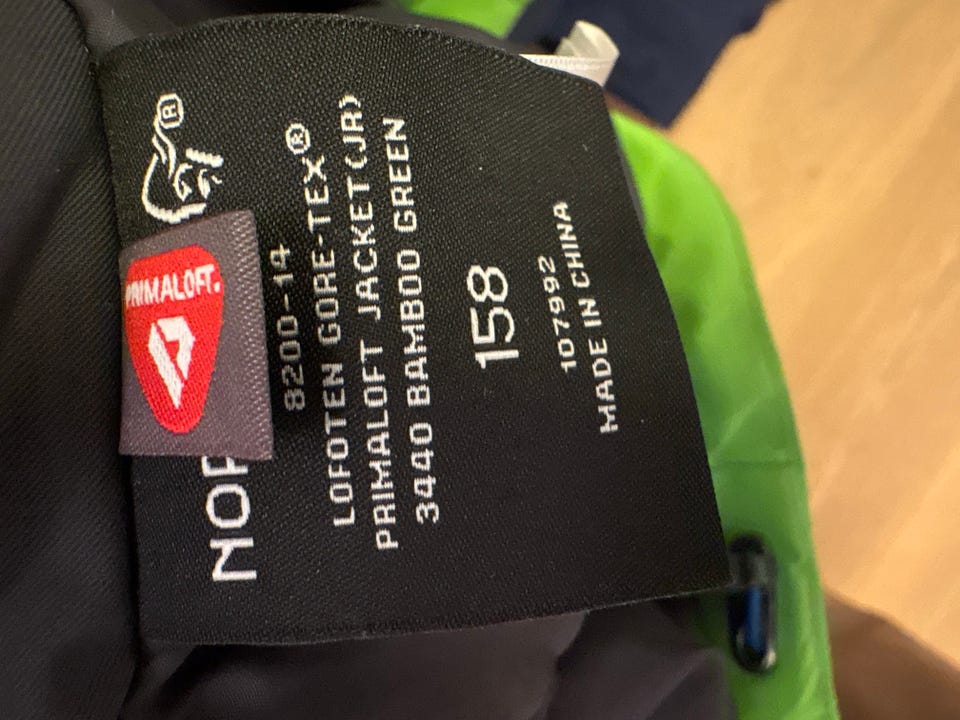 NOR
®
PRIMALOFT®
8200-14
LOFOTEN GORE-TEX®
PRIMALOFT JACKET(JR)
3440 BAMBOO GREEN
158
107992
MADE IN CHINA